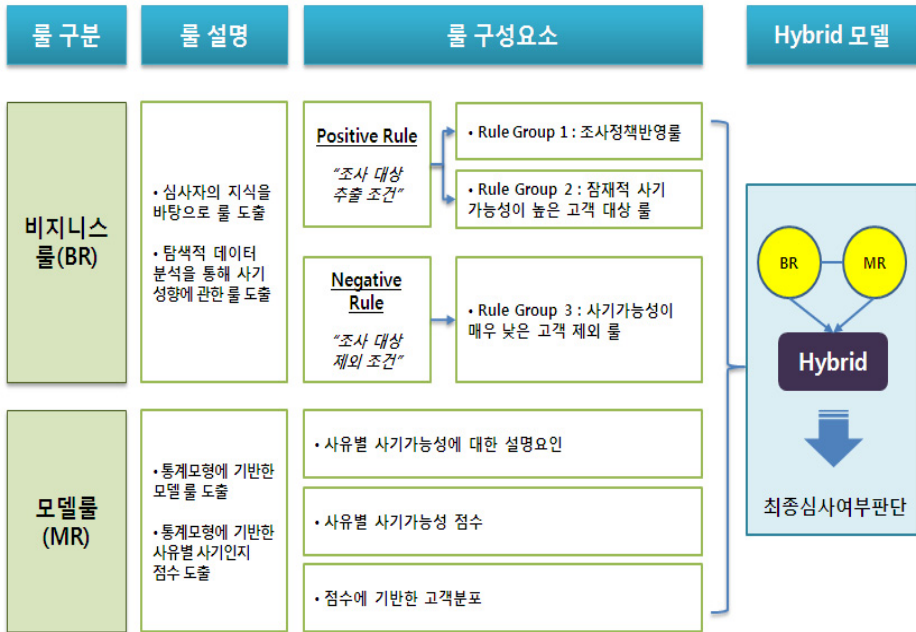 룰 구분
룰 설명
룰 구성요소
Hybrid 모델
비지니스
룰(BR)
• 심사자의 지식을
바탕으로 룰 도출
• 탐색적 데이터
분석을 통해 사기
성향에 관한 룰 도출
Positive Rule
“조사 대상
추출 조건”
• Rule Group 1 : 조사정책반영룰
• Rule Group 2 : 잠재적 사기
가능성이 높은 고객 대상 룰
Negative
Rule
“조사 대상
제외 조건”
• Rule Group 3 : 사기가능성이
매우 낮은 고객 제외 룰
모델룰
(MR)
• 통계모형에 기반한
모델 룰 도출
• 통계모형에 기반한
사유별 사기인지
점수 도출
• 사유별 사기가능성에 대한 설명요인
• 사유별 사기가능성 점수
• 점수에 기반한 고객분포
BR
MR
Hybrid
최종심사여부판단